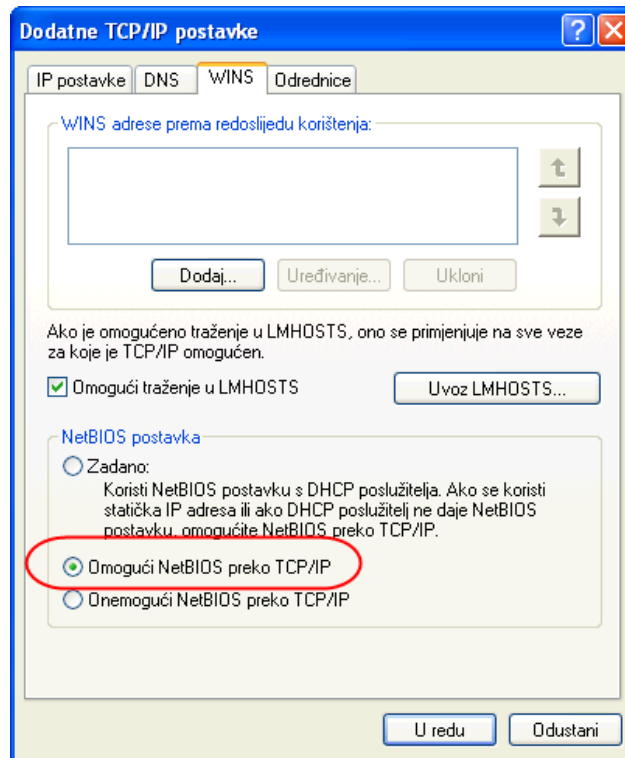 Dodatne TCP/IP postavke
IP postavke DNS WINS Odrednice
WINS adrese prema redoslijedu korištenja:
Dodaj... Uređivanje... Ukloni
Ako je omogućeno traženje u LMHOSTS, ono se primjenjuje na sve veze
za koje je TCP/IP omogućen.
Omogući traženje u LMHOSTS Uvoz LMHOSTS...
NetBIOS postavka
Zadano:
Koristi NetBIOS postavku s DHCP poslužitelja. Ako se koristi
statička IP adresa ili ako DHCP poslužitelj ne daje NetBIOS
postavku, omogućite NetBIOS preko TCP/IP.
Omogući NetBIOS preko TCP/IP
Onemogući NetBIOS preko TCP/IP
U redu Odustani